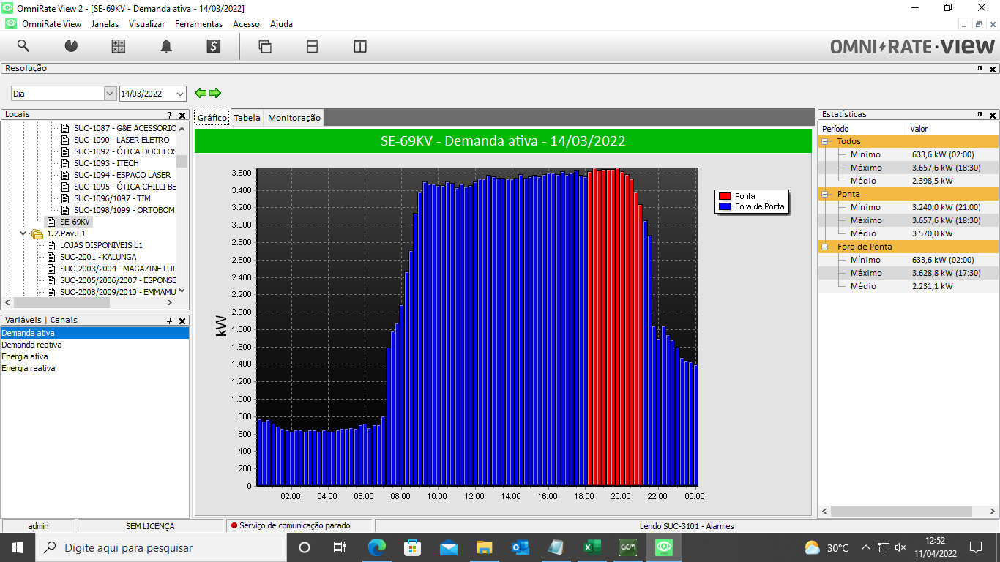 OmniRate View 2 - [SE-69KV - Demanda ativa - 14/03/2022]
OmniRate View Janelas Visualizar Ferramentas Acesso Ajuda
OMNI RATE·VIEW
Resolução
Dia 14/03/2022
Locais
SUC-1087 - G&E ACESSORIO
SUC-1090 - LASER ELETRO
SUC-1092 - ÓTICA DOCULOS
SUC-1093 - ITECH
SUC-1094 - ESPACO LASER
SUC-1095 - ÓTICA CHILLI BE
SUC-1096/1097 - TIM
SUC-1098/1099 - ORTOBOM
SE-69KV
1.2.Pav.L1
LOJAS DISPONIVEIS L1
SUC-2001 - KALUNGA
SUC-2003/2004 - MAGAZINE LUI
SUC-2005/2006/2007 - ESPONSE
SUC-2008/2009/2010 - EMMAMU
Variáveis | Canais
Demanda ativa
Demanda reativa
Energia ativa
Energia reativa
Gráfico Tabela Monitoração
SE-69KV - Demanda ativa - 14/03/2022
kW
3.600
3.400
3.200
3.000
2.800
2.600
2.400
2.200
2.000
1.800
1.600
1.400
1.200
1.000
800
600
400
200
0
02:00 04:00 06:00 08:00 10:00 12:00 14:00 16:00 18:00 20:00 22:00 00:00
Ponta
Fora de Ponta
Estatísticas
Período Valor
Todos
Mínimo 633,6 kW (02:00)
Máximo 3.657,6 kW (18:30)
Médio 2.398,5 kW
Ponta
Mínimo 3.240,0 kW (21:00)
Máximo 3.657,6 kW (18:30)
Médio 3.570,0 kW
Fora de Ponta
Mínimo 633,6 kW (02:00)
Máximo 3.628,8 kW (17:30)
Médio 2.231,1 kW
admin SEM LICENÇA Serviço de comunicação parado Lendo SUC-3101 - Alarmes
Digite aqui para pesquisar
GCM
VIEW
30°C
12:52
11/04/2022